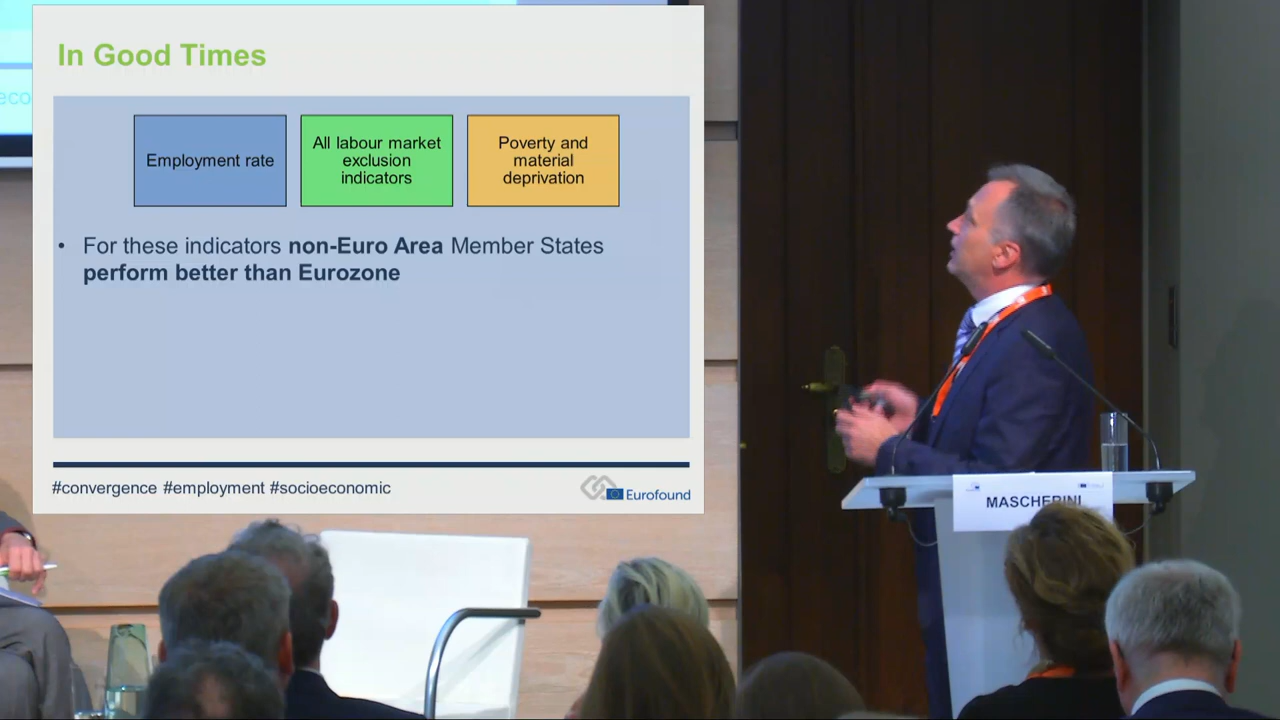 In Good Times
eco
Employment rate
All labour market
exclusion
indicators
Poverty and
material
deprivation
• For these indicators non-Euro Area Member States
perform better than Eurozone
#convergence #employment #socioeconomic
Eurofound
MASCHERINI